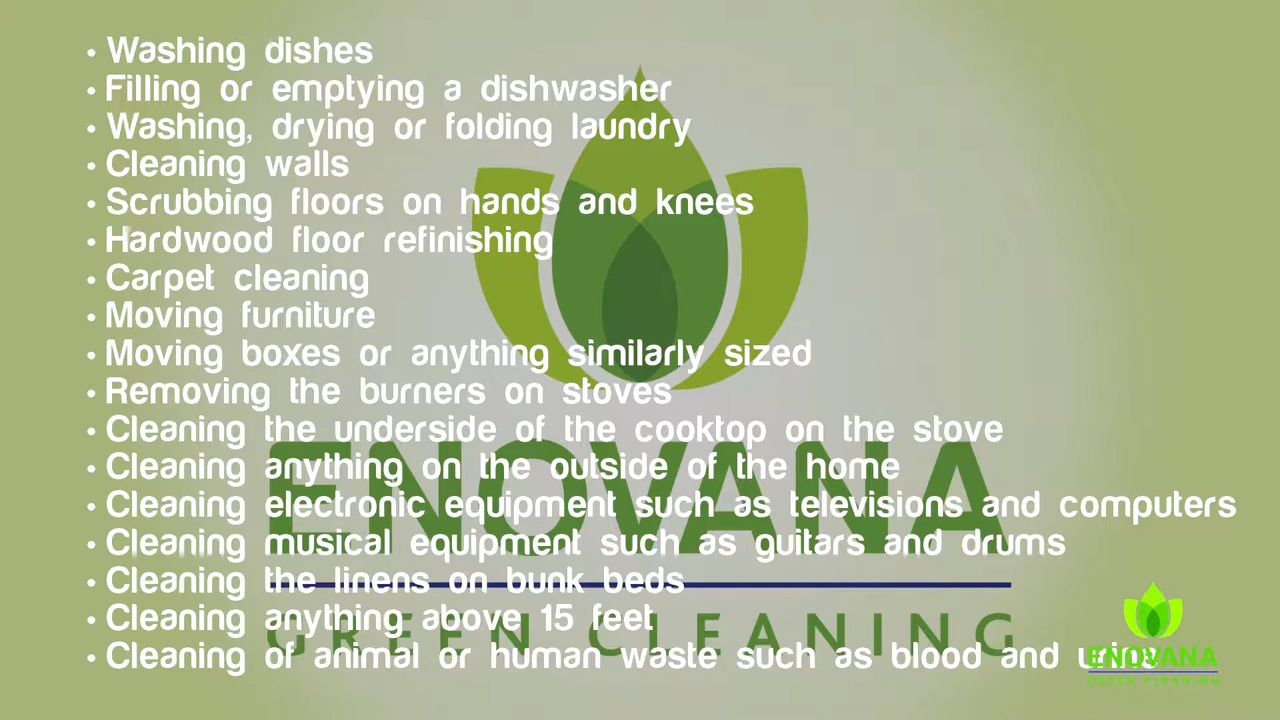 • Washing dishes
• Filling or emptying a dishwasher
• Washing, drying or folding laundry
• Cleaning walls
• Scrubbing floors on hands and knees
• Hardwood floor refinishing
• Carpet cleaning
• Moving furniture
• Moving boxes or anything similarly sized
• Removing the burners on stoves
• Cleaning the underside of the cooktop on the stove
• Cleaning anything on the outside of the home
• Cleaning electronic equipment such as televisions and computers
• Cleaning musical equipment such as guitars and drums
• Cleaning the linens on bunk beds
• Cleaning anything above 15 feet
• Cleaning of animal or human waste such as blood and urine
ENOVANA
GREEN CLEANING
ENOVANA
GREEN CLEANING